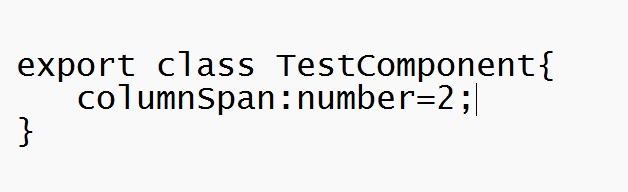 export class TestComponent{
   columnSpan:number=2;
}